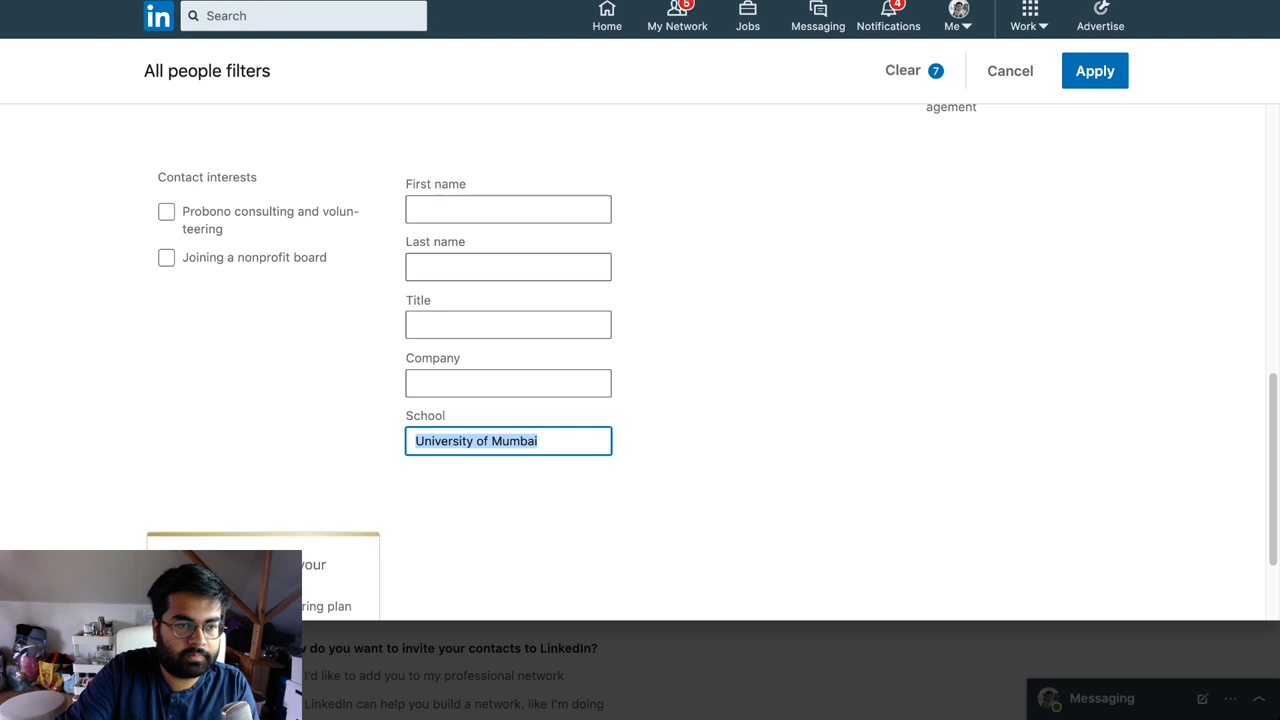 in
Search
5
4
Home
My Network
Jobs
Messaging
Notifications
Me
Work
Advertise
All people filters
Clear 7
Cancel
Apply
agement
Contact interests
Probono consulting and volun-
teering
Joining a nonprofit board
First name
Last name
Title
Company
School
University of Mumbai
your
ring plan
do you want to invite your contacts to LinkedIn?
I'd like to add you to my professional network
LinkedIn can help you build a network, like I'm doing
Messaging